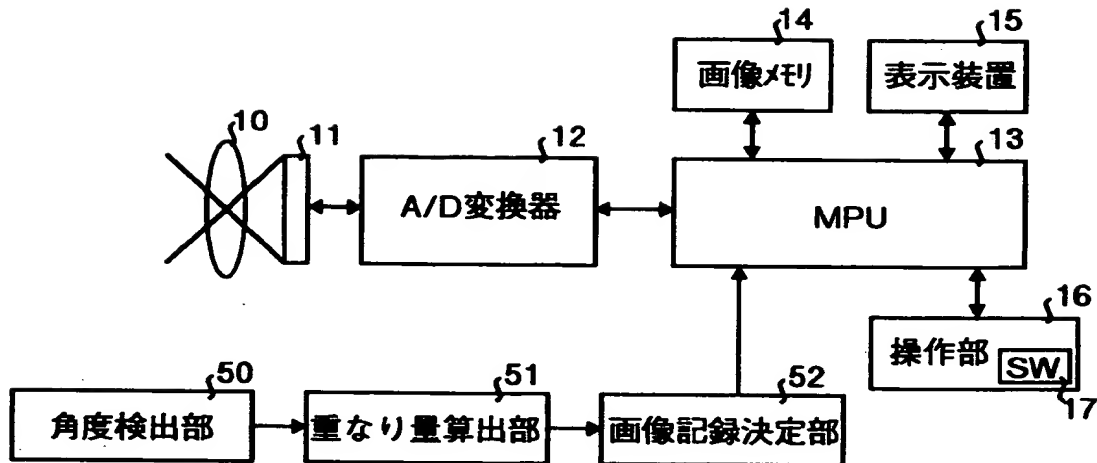 14
15
画像メモリ
表示装置
10
11
12
13
A/D変換器
MPU
16
操作部
SW
17
50
51
52
角度検出部
重なり量算出部
画像記録決定部